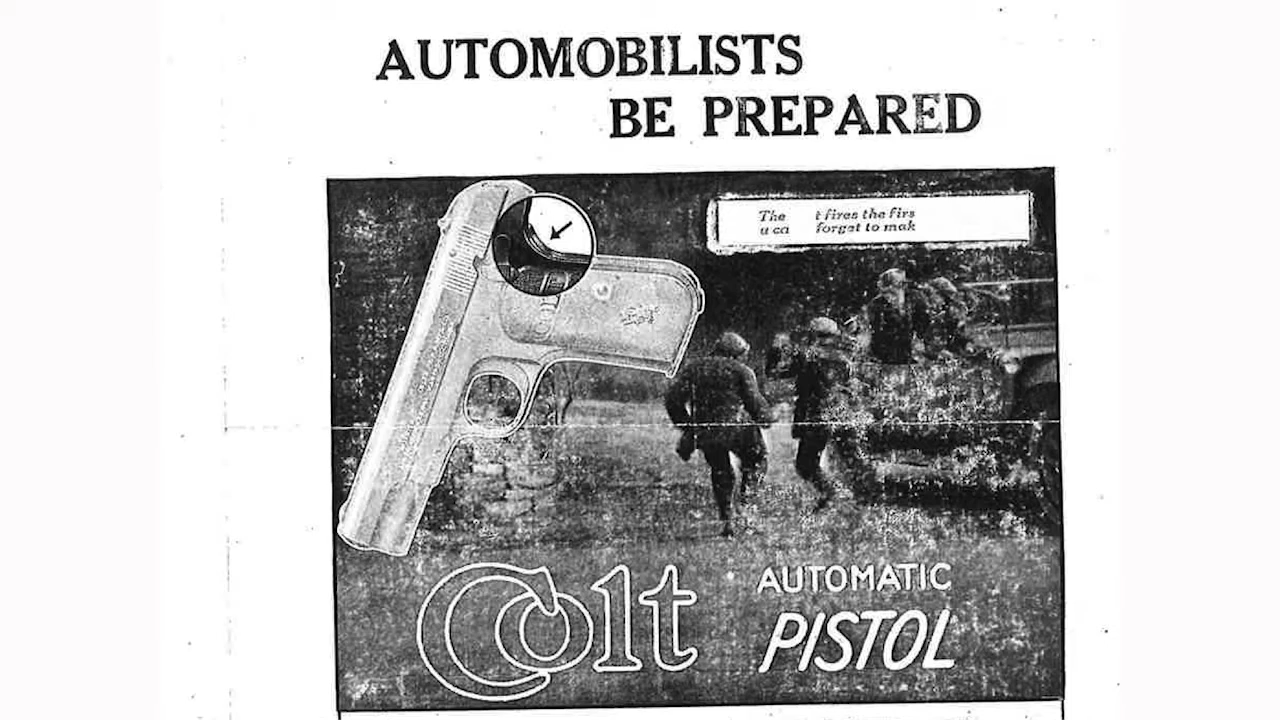 AUTOMOBILISTS
BE PREPARED
The t fires the firs
u ca forget to mak
Colt
AUTOMATIC
PISTOL